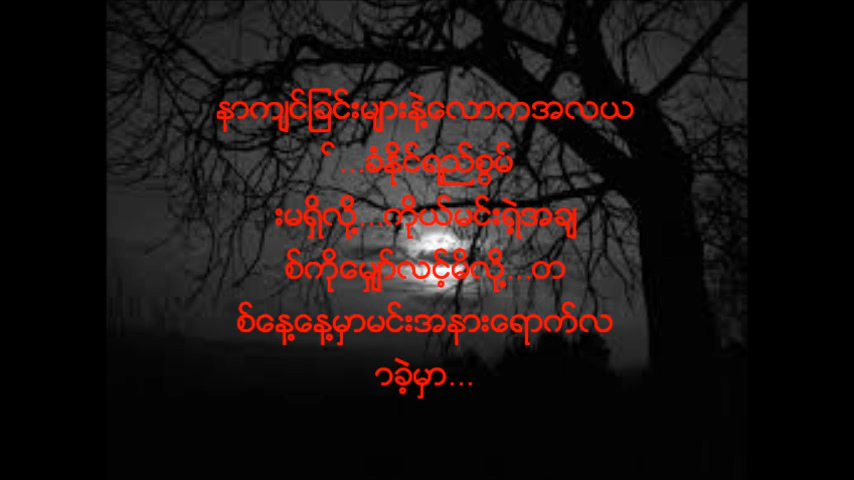 နာကျင်ခြင်းများနဲ့လောကအလယ
်...ခံနိုင်ရည်စွမ်
းမရှိလို့...ကိုယ်မင်းရဲ့အချ
စ်ကိုမျှော်လင့်မိလို့...တ
စ်နေ့နေ့မှာမင်းအနားရောက်လ
ာခဲ့မှာ...